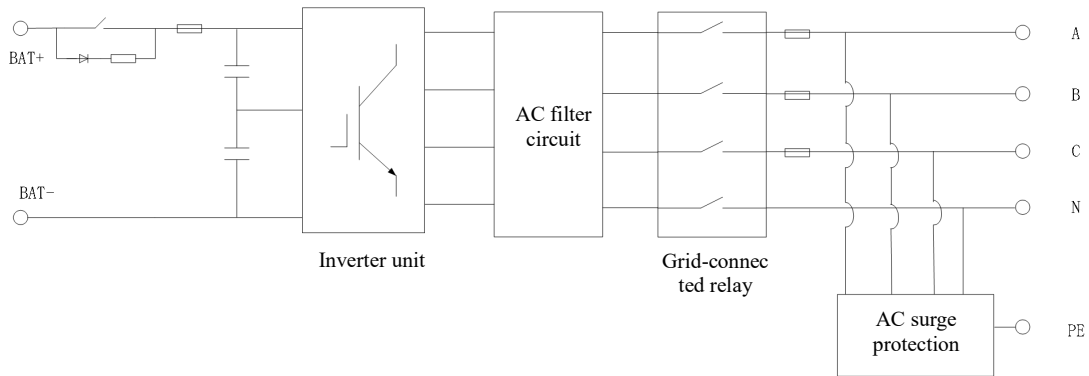 BAT+
BAT-
Inverter unit
AC filter
circuit
Grid-connec
ted relay
A
B
C
N
AC surge
protection
PE